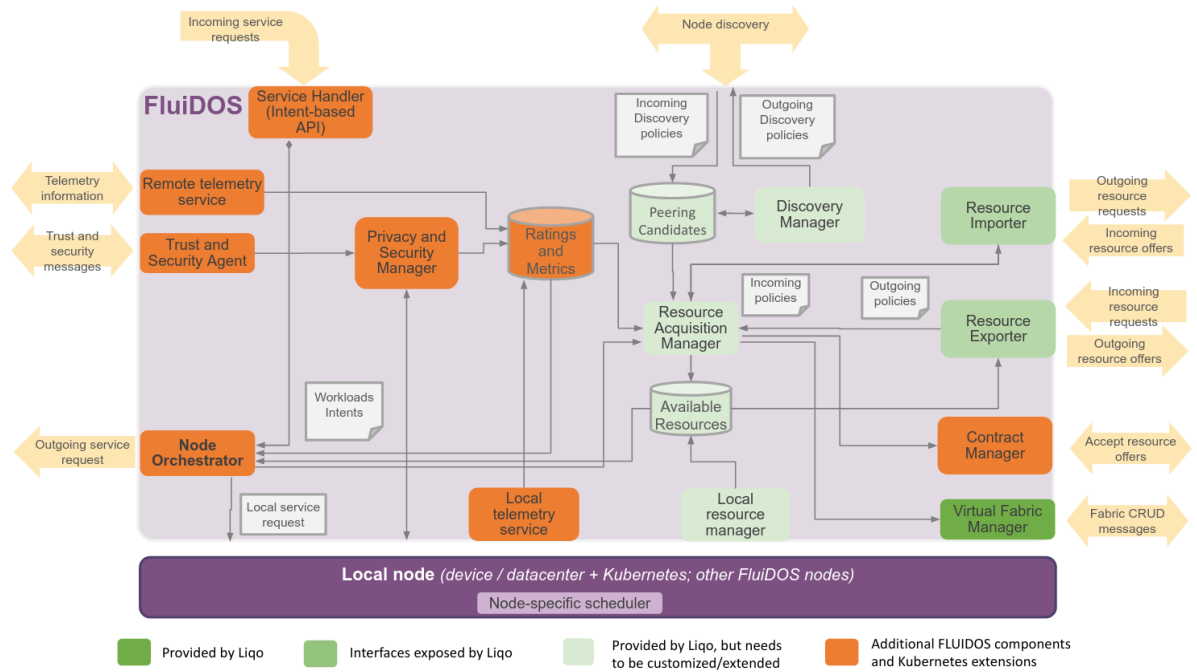 Incoming service
requests
Node discovery
FluiDOS
Service Handler
(Intent-based
API)
Incoming
Discovery
policies
Outgoing
Discovery
policies
Telemetry
information
Remote telemetry
service
Trust and
security
messages
Trust and
Security Agent
Privacy and
Security
Manager
Ratings
and
Metrics
Peering
Candidates
Discovery
Manager
Resource
Importer
Outgoing
resource
requests
Incoming
resource offers
Incoming
policies
Outgoing
policies
Resource
Acquisition
Manager
Resource
Exporter
Incoming
resource
requests
Outgoing
resource offers
Workloads
Intents
Available
Resources
Outgoing service
request
Node
Orchestrator
Contract
Manager
Accept resource
offers
Local service
request
Local
telemetry
service
Local
resource
manager
Virtual Fabric
Manager
Fabric CRUD
messages
Local node (device / datacenter + Kubernetes; other FluiDOS nodes)
Node-specific scheduler
Provided by Liqo
Interfaces exposed by Liqo
Provided by Liqo, but needs
to be customized/extended
Additional FLUIDOS components
and Kubernetes extensions